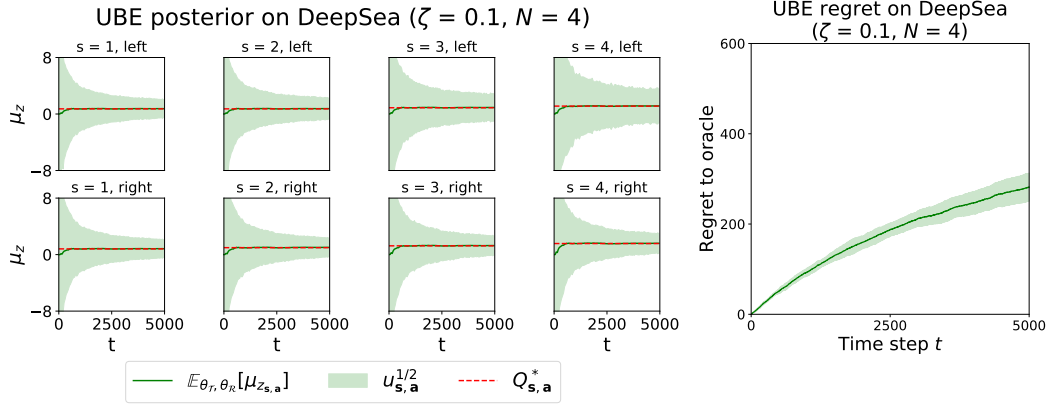 UBE posterior on DeepSea (ζ = 0.1, N = 4)
s = 1, left
s = 2, left
s = 3, left
s = 4, left
8
0
−8
μz
s = 1, right
s = 2, right
s = 3, right
s = 4, right
8
0
−8
μz
0 2500 5000
0 2500 5000
0 2500 5000
0 2500 5000
t
t
t
t
𝔼θ𝒯, θℛ[μzs,a]
u^{1/2}_{s,a}
Q^*_{s,a}
UBE regret on DeepSea
(ζ = 0.1, N = 4)
600
400
200
0
Regret to oracle
0 2500 5000
Time step t